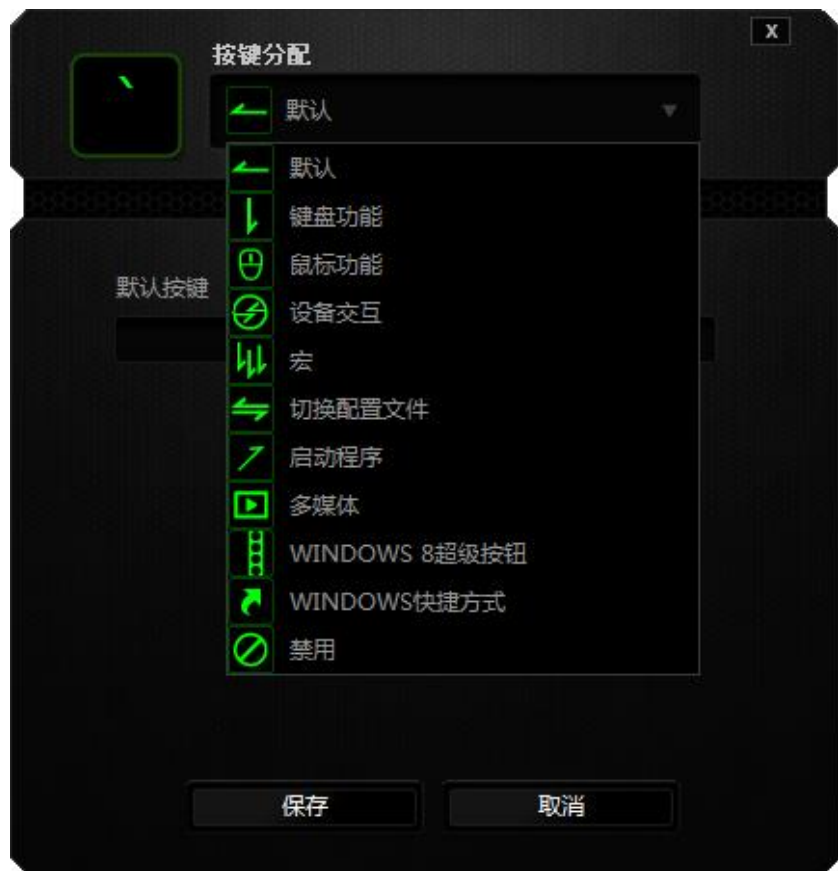 X
按键分配
`
默认
默认
键盘功能
鼠标功能
默认按键
设备交互
宏
切换配置文件
启动程序
多媒体
WINDOWS 8超级按钮
WINDOWS快捷方式
禁用
保存
取消